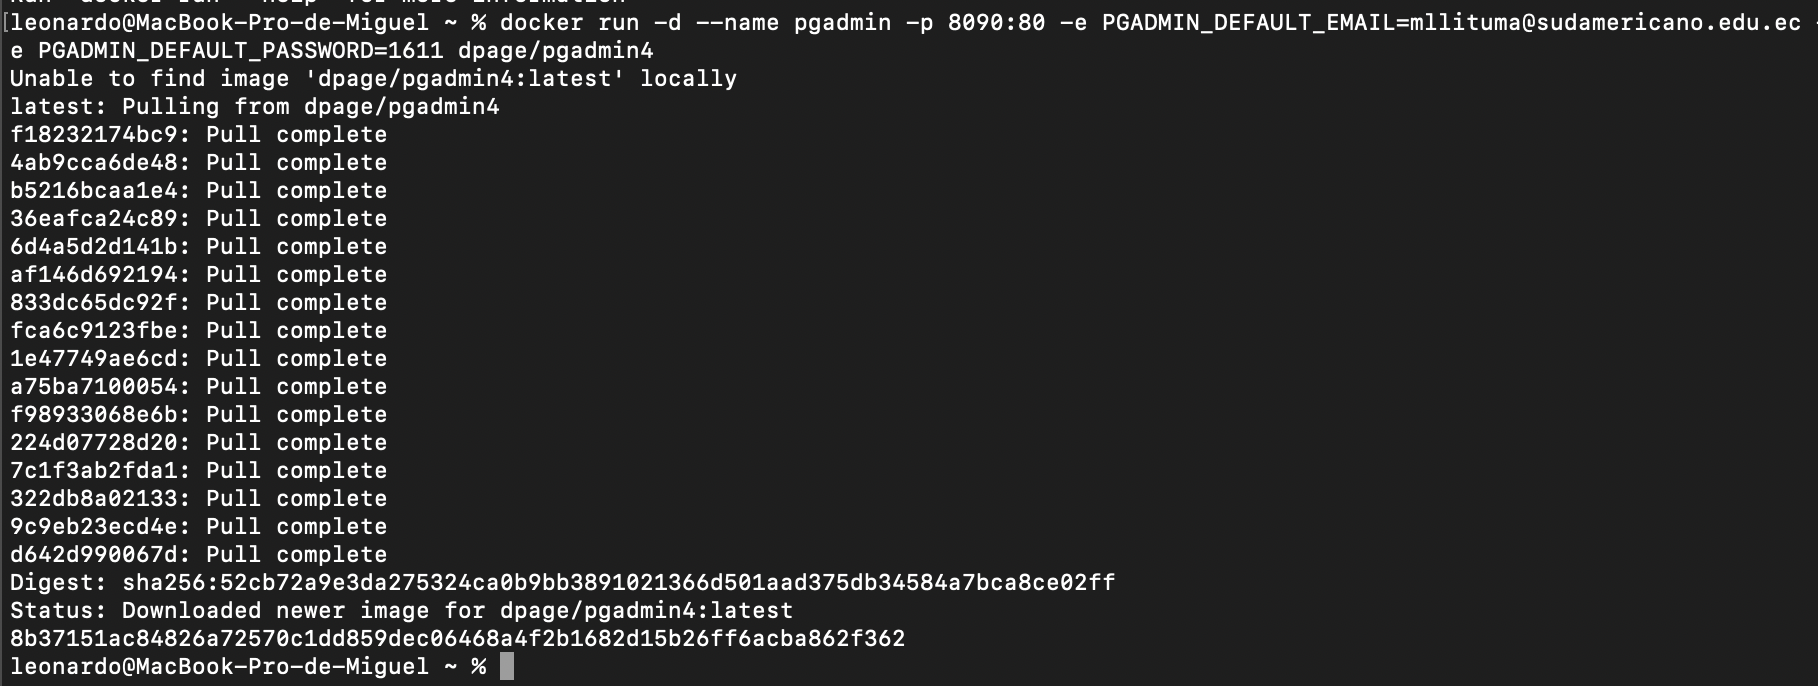 leonardo@MacBook-Pro-de-Miguel ~ % docker run -d --name pgadmin -p 8090:80 -e PGADMIN_DEFAULT_EMAIL=mllituma@sudamericano.edu.ec -
e PGADMIN_DEFAULT_PASSWORD=1611 dpage/pgadmin4
Unable to find image 'dpage/pgadmin4:latest' locally
latest: Pulling from dpage/pgadmin4
f18232174bc9: Pull complete
4ab9cca6de48: Pull complete
b5216bcaa1e4: Pull complete
36eafca24c89: Pull complete
6d4a5d2d141b: Pull complete
af146d692194: Pull complete
833dc65dc92f: Pull complete
fca6c9123fbe: Pull complete
1e47749ae6cd: Pull complete
a75ba7100054: Pull complete
f98933068e6b: Pull complete
224d07728d20: Pull complete
7c1f3ab2fda1: Pull complete
322db8a02133: Pull complete
9c9eb23ecd4e: Pull complete
d642d990067d: Pull complete
Digest: sha256:52cb72a9e3da275324ca0b9bb3891021366d501aad375db34584a7bca8ce02ff
Status: Downloaded newer image for dpage/pgadmin4:latest
8b37151ac84826a72570c1dd859dec06468a4f2b1682d15b26ff6acba862f362
leonardo@MacBook-Pro-de-Miguel ~ %